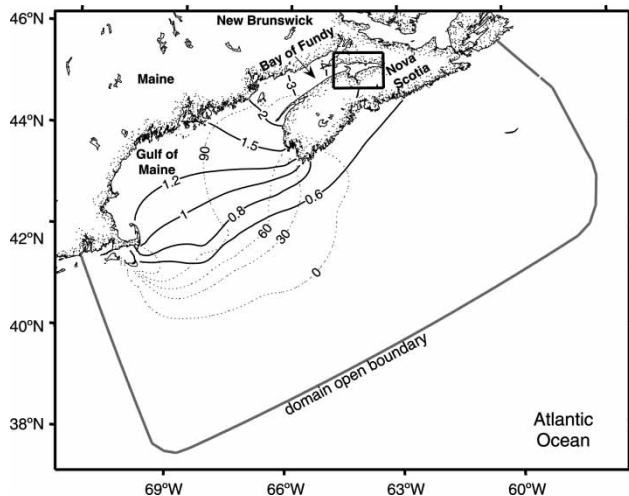 46°N
New Brunswick
Bay of Fundy
Nova
Scotia
Maine
44°N
Gulf of
Maine
4
3
2
1.5
1.2
1
0.8
0.6
90
60
30
0
42°N
40°N
38°N
domain open boundary
Atlantic
Ocean
69°W
66°W
63°W
60°W